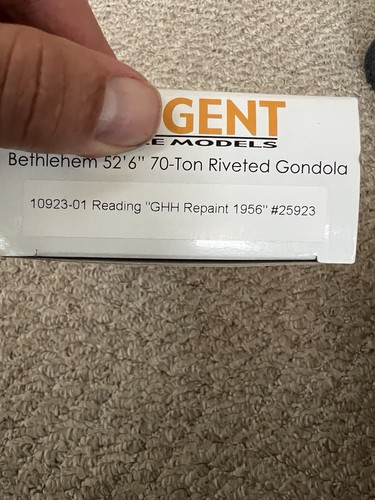 GENT
MODELS
Bethlehem 52'6" 70-Ton Riveted Gondola
10923-01 Reading "GHH Repaint 1956" #25923